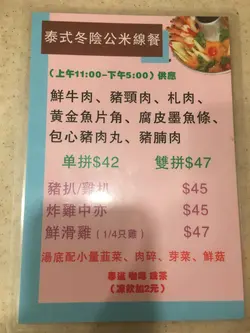 泰式冬陰公米線餐
(上午11:00-下午5:00) 供應
鮮牛肉、豬頸肉、札肉、
黃金魚片角、腐皮墨魚條、
包心豬肉丸、豬腩肉
单拼$42 雙拼$47
豬扒/雞扒 $45
炸雞中亦 $45
鮮滑雞 (1/4只雞) $47
湯底配小量韮菜、肉碎、芽菜、鮮菇
專送 咖啡 或茶
(凍飲加2元)